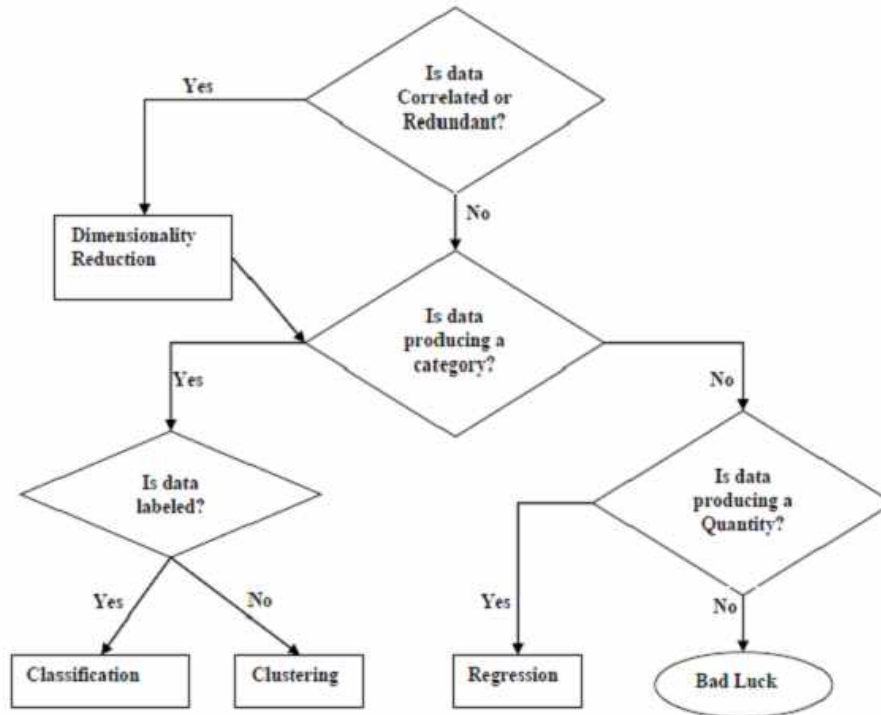 Is data
Correlated or
Redundant?
Yes
No
Dimensionality
Reduction
Is data
producing a
category?
Yes
No
Is data
labeled?
Is data
producing a
Quantity?
Yes
No
Yes
No
Classification
Clustering
Regression
Bad Luck